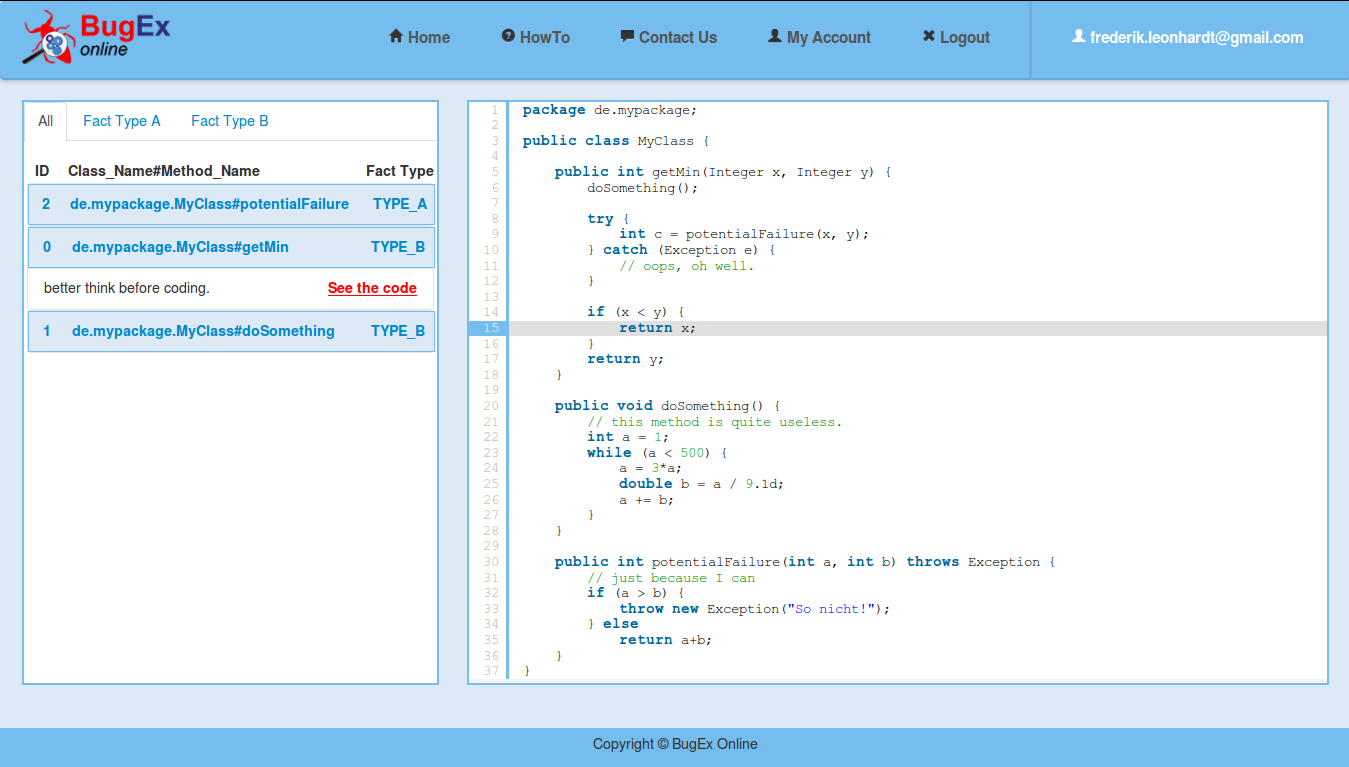 BugEx
online
Home HowTo Contact Us My Account Logout frederik.leonhardt@gmail.com
All Fact Type A Fact Type B
ID Class_Name#Method_Name Fact Type
2 de.mypackage.MyClass#potentialFailure TYPE_A
0 de.mypackage.MyClass#getMin TYPE_B
better think before coding. See the code
1 de.mypackage.MyClass#doSomething TYPE_B
1 package de.mypackage;
2
3 public class MyClass {
4
5     public int getMin(Integer x, Integer y) {
6         doSomething();
7
8         try {
9             int c = potentialFailure(x, y);
10         } catch (Exception e) {
11             // oops, oh well.
12         }
13
14         if (x < y) {
15             return x;
16         }
17         return y;
18     }
19
20     public void doSomething() {
21         // this method is quite useless.
22         int a = 1;
23         while (a < 500) {
24             a = 3*a;
25             double b = a / 9.1d;
26             a += b;
27         }
28     }
29
30     public int potentialFailure(int a, int b) throws Exception {
31         // just because I can
32         if (a > b) {
33             throw new Exception("So nicht!");
34         } else
35             return a+b;
36     }
37 }
Copyright © BugEx Online